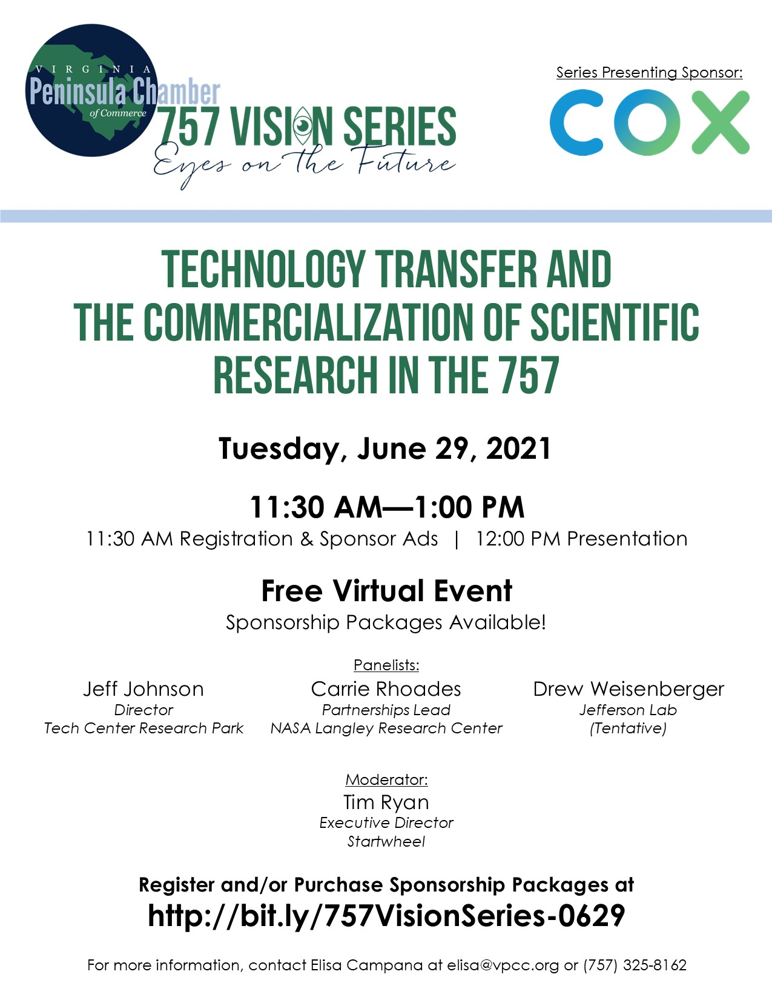 VIRGINIA
Peninsula Chamber
of Commerce
757 VISION SERIES
Eyes on the Future
Series Presenting Sponsor:
COX
TECHNOLOGY TRANSFER AND
THE COMMERCIALIZATION OF SCIENTIFIC
RESEARCH IN THE 757
Tuesday, June 29, 2021
11:30 AM—1:00 PM
11:30 AM Registration & Sponsor Ads | 12:00 PM Presentation
Free Virtual Event
Sponsorship Packages Available!
Panelists:
Jeff Johnson
Director
Tech Center Research Park
Carrie Rhoades
Partnerships Lead
NASA Langley Research Center
Drew Weisenberger
Jefferson Lab
(Tentative)
Moderator:
Tim Ryan
Executive Director
Startwheel
Register and/or Purchase Sponsorship Packages at
http://bit.ly/757VisionSeries-0629
For more information, contact Elisa Campana at elisa@vpcc.org or (757) 325-8162